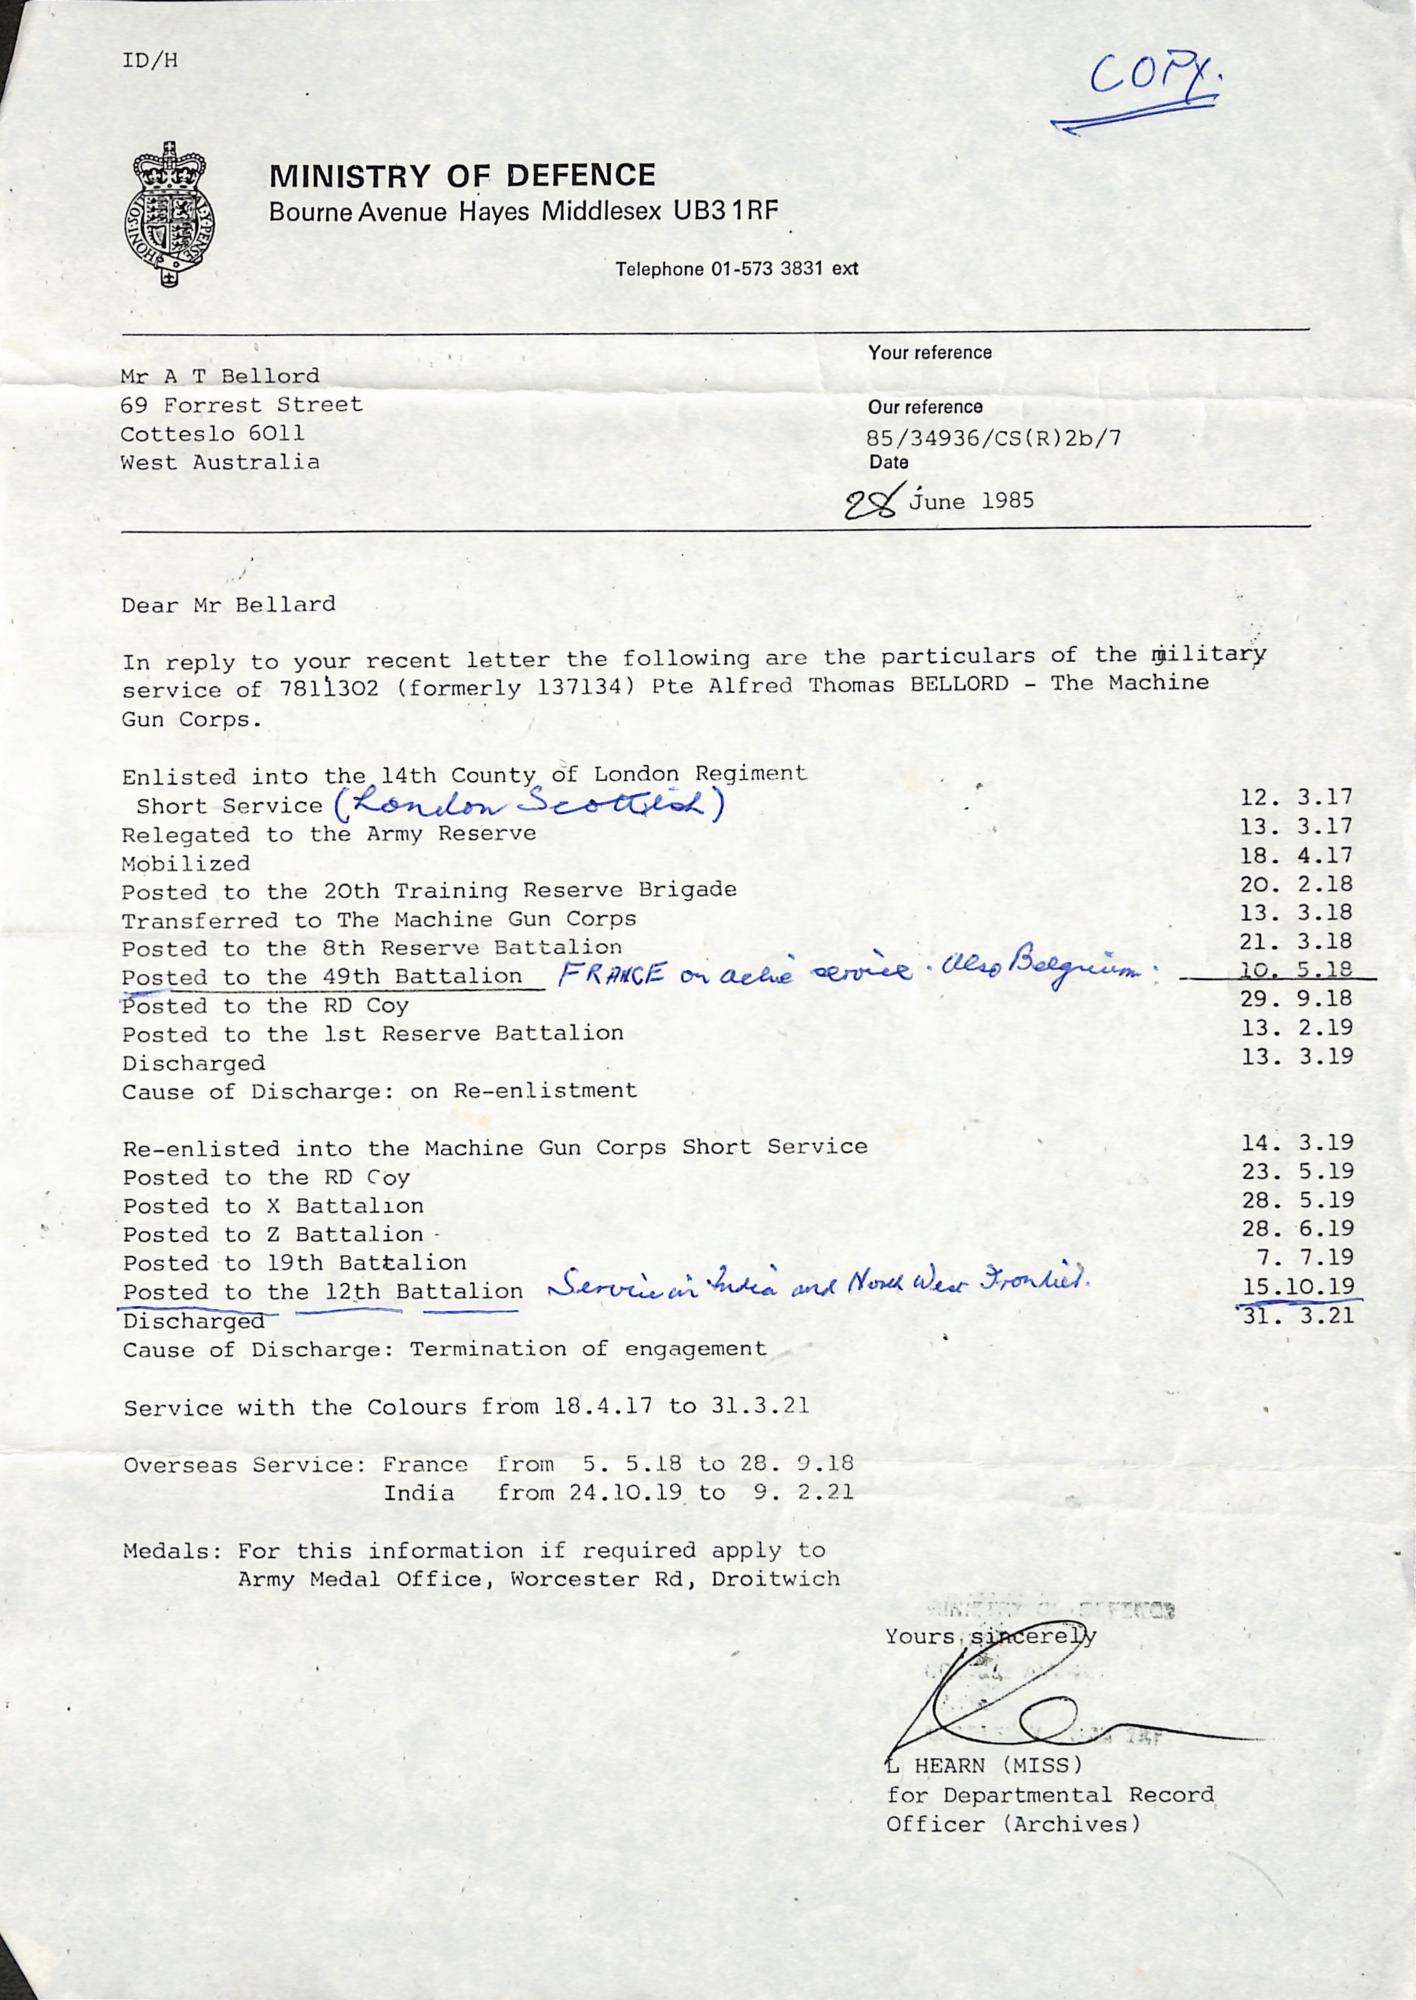 ID/H
COPY.
MINISTRY OF DEFENCE
Bourne Avenue Hayes Middlesex UB3 1RF
Telephone 01-573 3831 ext
Your reference
Mr A T Bellord
69 Forrest Street
Cotteslo 6011
West Australia
Our reference
85/34936/CS(R)2b/7
Date
28 June 1985
Dear Mr Bellard
In reply to your recent letter the following are the particulars of the military
service of 7811302 (formerly 137134) Pte Alfred Thomas BELLORD - The Machine
Gun Corps.
Enlisted into the 14th County of London Regiment
Short Service (London Scottish) 12. 3.17
Relegated to the Army Reserve 13. 3.17
Mobilized 18. 4.17
Posted to the 20th Training Reserve Brigade 20. 2.18
Transferred to The Machine Gun Corps 13. 3.18
Posted to the 8th Reserve Battalion 21. 3.18
Posted to the 49th Battalion FRANCE on active service. Also Belgium. 10. 5.18
Posted to the RD Coy 29. 9.18
Posted to the 1st Reserve Battalion 13. 2.19
Discharged 13. 3.19
Cause of Discharge: on Re-enlistment
Re-enlisted into the Machine Gun Corps Short Service 14. 3.19
Posted to the RD Coy 23. 5.19
Posted to X Battalion 28. 5.19
Posted to Z Battalion 28. 6.19
Posted to 19th Battalion 7. 7.19
Posted to the 12th Battalion Service in India and North West Frontier. 15.10.19
Discharged 31. 3.21
Cause of Discharge: Termination of engagement
Service with the Colours from 18.4.17 to 31.3.21
Overseas Service: France from 5. 5.18 to 28. 9.18
India from 24.10.19 to 9. 2.21
Medals: For this information if required apply to
Army Medal Office, Worcester Rd, Droitwich
MINISTRY OF DEFENCE
Yours sincerely
L HEARN (MISS)
for Departmental Record
Officer (Archives)